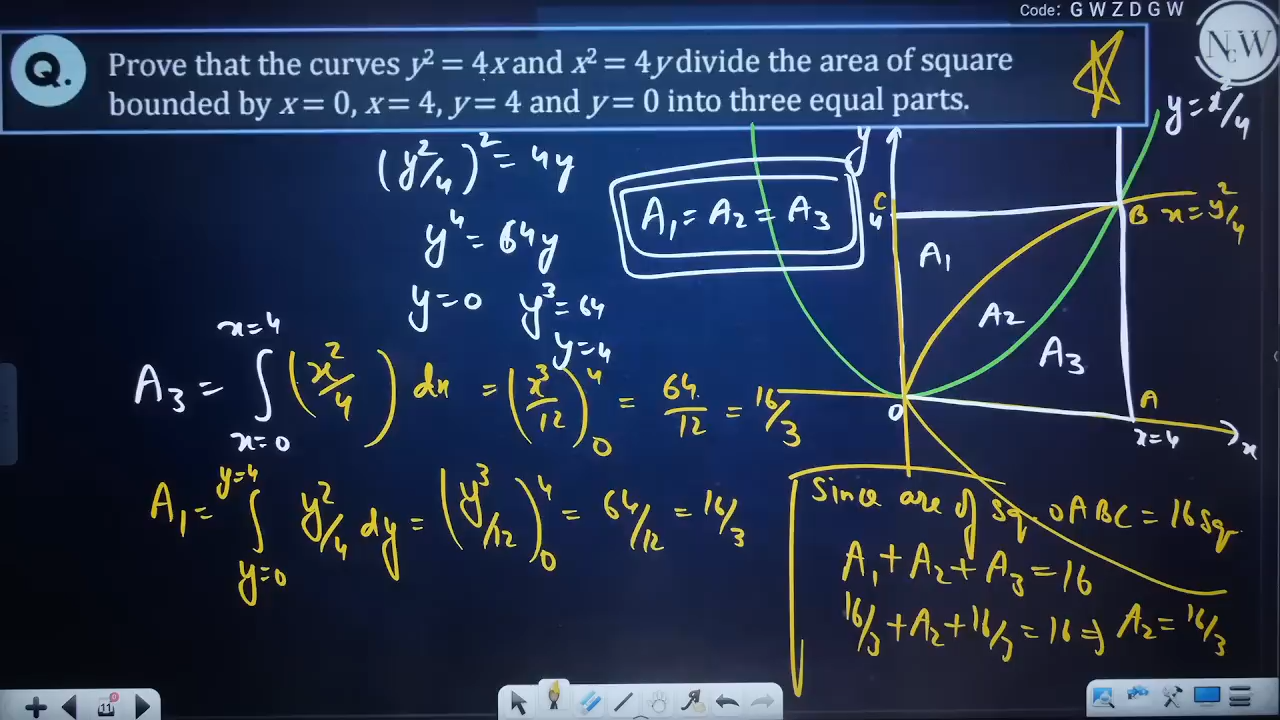 Code: G W Z D G W
NCW
Q. Prove that the curves y² = 4x and x² = 4y divide the area of square
bounded by x = 0, x = 4, y = 4 and y = 0 into three equal parts.
(y²/4)² = 4y
y⁴ = 64y
y=0 y³ = 64
y=4
A₁ = A₂ = A₃
y = x²/4
y
C
4
B x = y²/4
A₁
A₂
A₃
O
A
x=4
x
A₃ = ∫ x=0 x=4 (x²/4) dx = (x³/12)₀⁴ = 64/12 = 16/3
A₁ = ∫ y=0 y=4 y²/4 dy = (y³/12)₀⁴ = 64/12 = 16/3
Since are of sq OABC = 16 sq
A₁ + A₂ + A₃ = 16
16/3 + A₂ + 16/3 = 16 ⇒ A₂ = 16/3
11